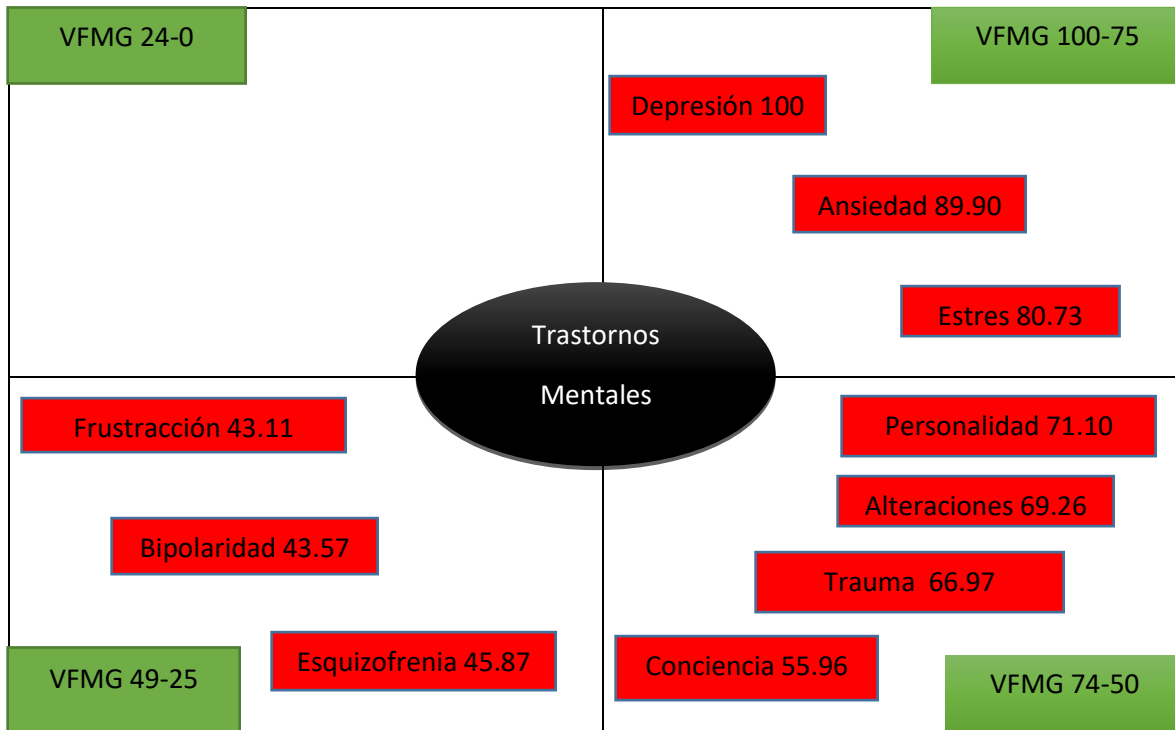 VFMG 24-0
VFMG 100-75
Depresión 100
Ansiedad 89.90
Estres 80.73
Trastornos
Mentales
Frustracción 43.11
Personalidad 71.10
Alteraciones 69.26
Bipolaridad 43.57
Trauma 66.97
Esquizofrenia 45.87
Conciencia 55.96
VFMG 49-25
VFMG 74-50